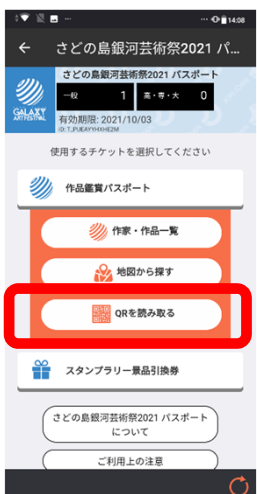 14:08
さどの島銀河芸術祭2021 パ...
さどの島銀河芸術祭2021 パスポート
一般 1 高・専・大 0
GALAXY
ART FESTIVAL
有効期限: 2021/10/03
使用するチケットを選択してください
作品鑑賞パスポート
作家・作品一覧
地図から探す
QRを読み取る
スタンプラリー景品引換券
さどの島銀河芸術祭2021 パスポート
について
ご利用上の注意